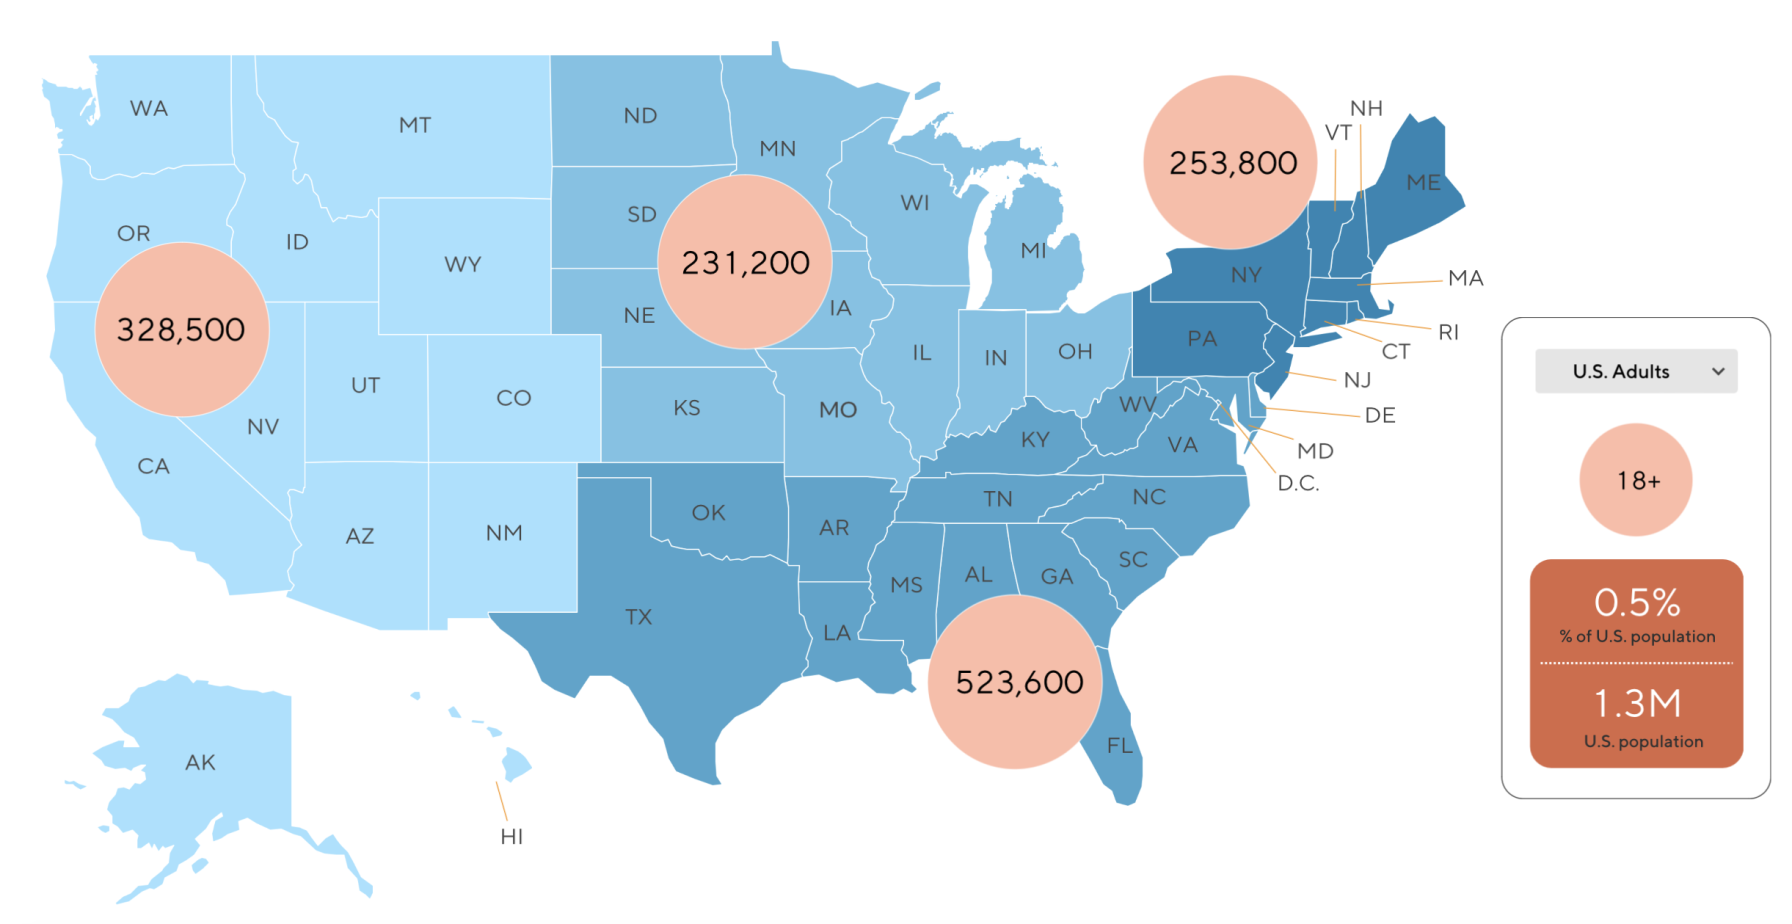 WA
MT
ND
MN
OR
ID
WY
SD
WI
MI
328,500
231,200
253,800
NH
VT
ME
NY
MA
RI
CT
NJ
DE
MD
D.C.
PA
NE
IA
IL
IN
OH
NV
UT
CO
KS
MO
WV
KY
VA
CA
AZ
NM
OK
AR
TN
NC
SC
MS
AL
GA
TX
LA
523,600
FL
AK
HI
U.S. Adults
18+
0.5%
% of U.S. population
1.3M
U.S. population